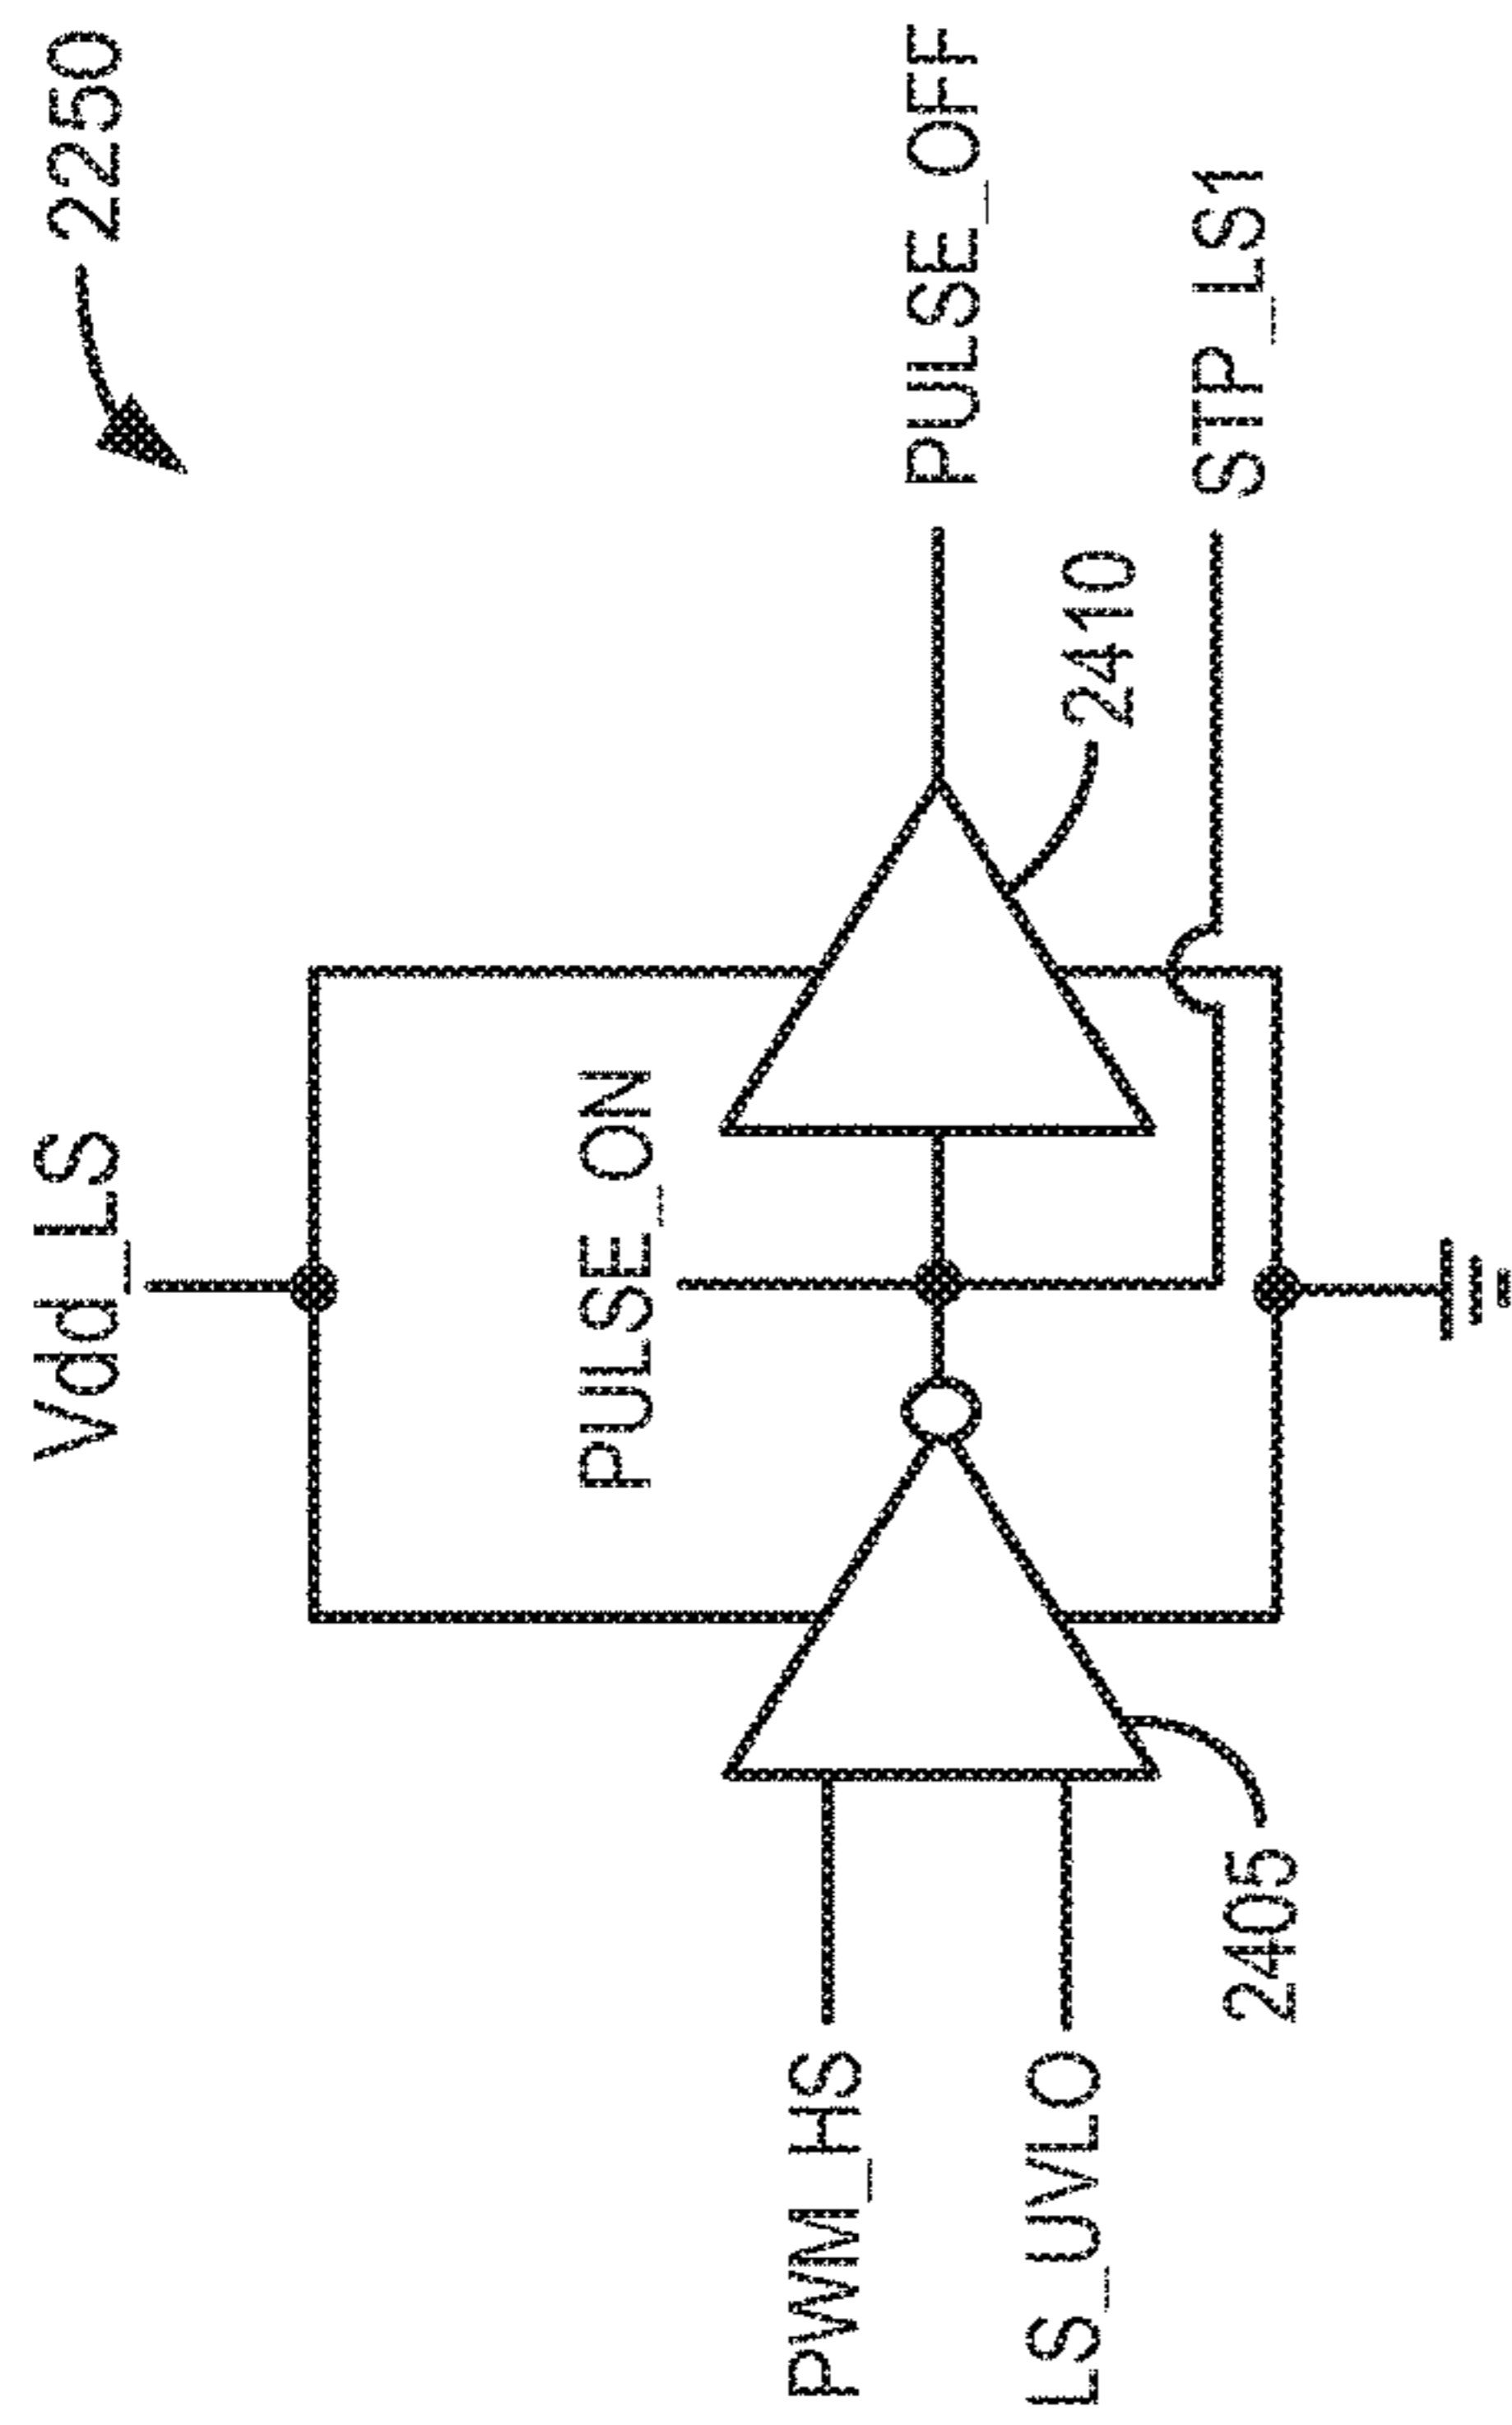 2250
Vdd_LS
PULSE_ON
PULSE_OFF
PWM_HS
LS_UVLO
2410
STP_LS1
2405